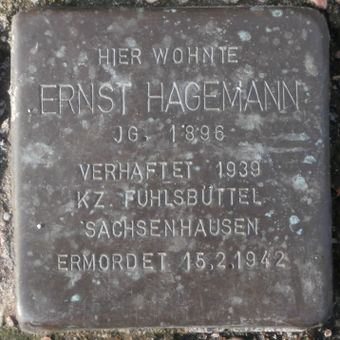 HIER WOHNTE
ERNST HAGEMANN
JG. 1896
VERHAFTET 1939
KZ. FUHLSBÜTTEL
SACHSENHAUSEN
ERMORDET 15.2.1942